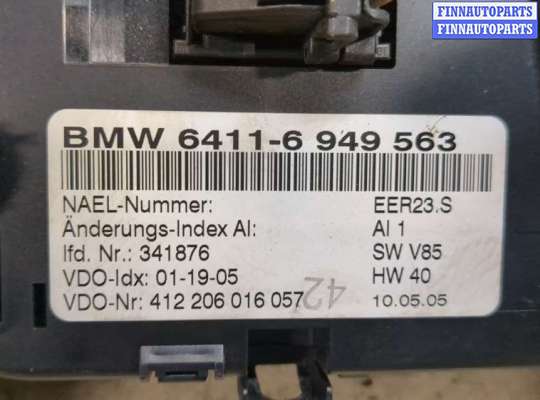 FINNAUTOPARTS
FINNAUTOPARTS
BMW 6411-6 949 563
NAEL-Nummer: EER23.S
Änderungs-Index AI: AI 1
lfd. Nr.: 341876 SW V85
VDO-Idx: 01-19-05 HW 40
VDO-Nr: 412 206 016 057 10.05.05
42